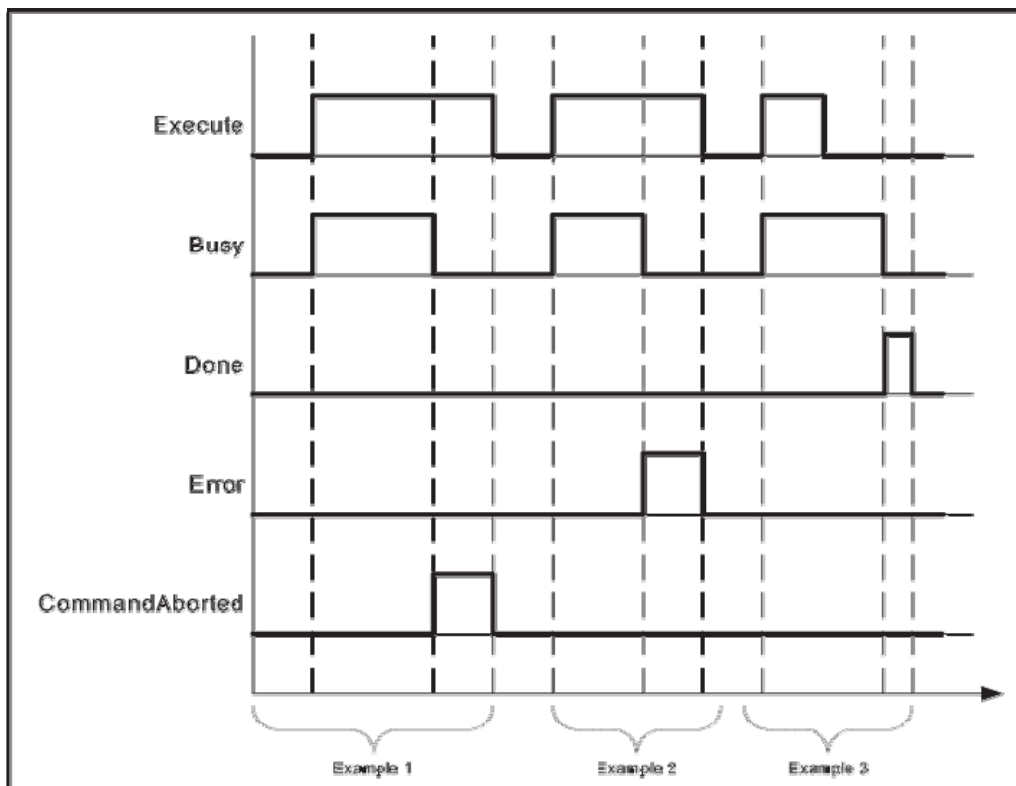 Execute
Busy
Done
Error
CommandAborted
Example 1
Example 2
Example 3